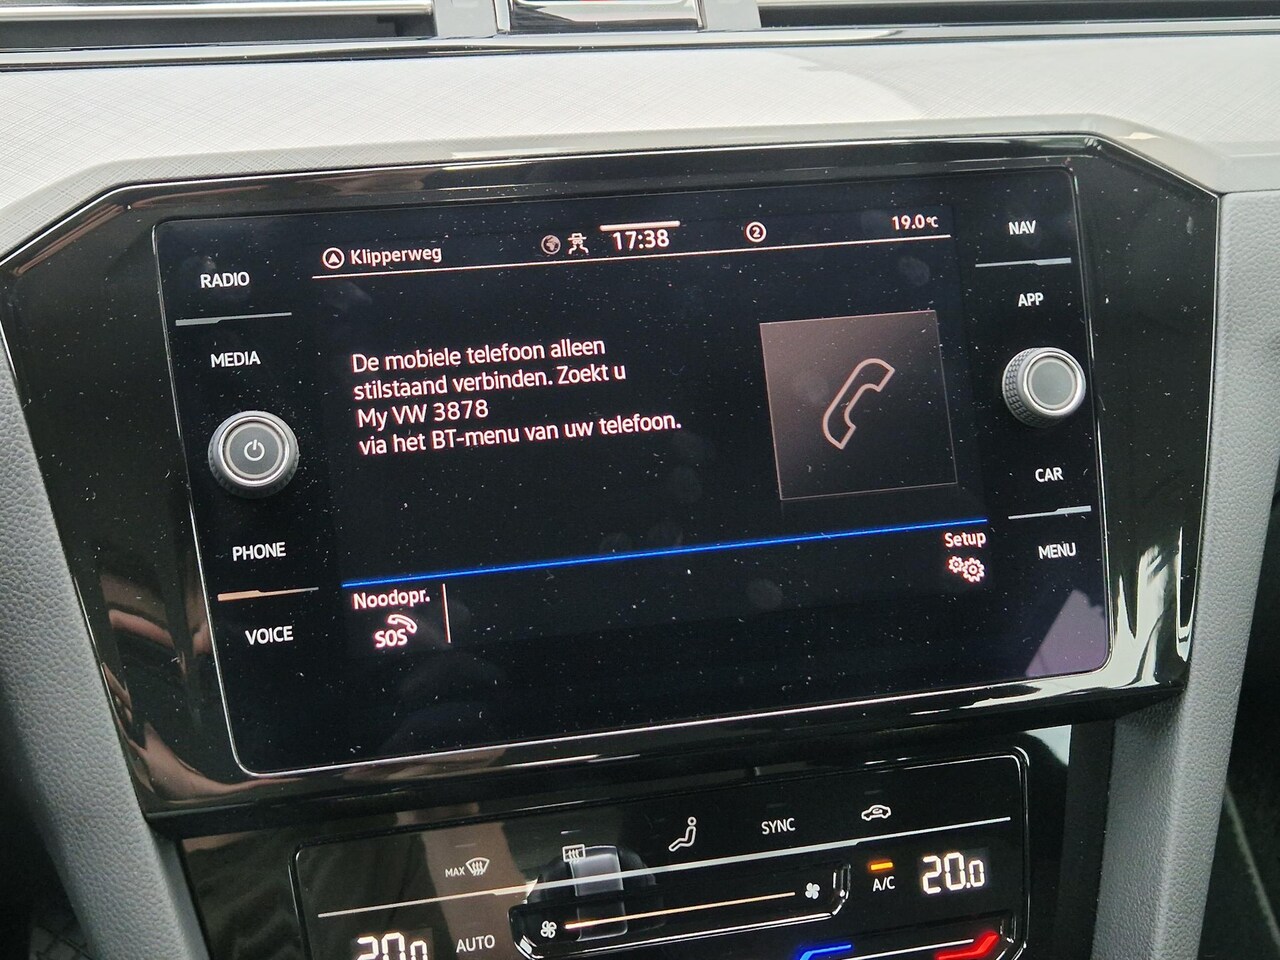 Klipperweg 17:38 2 19.0°C
NAV
RADIO
APP
MEDIA
De mobiele telefoon alleen
stilstaand verbinden. Zoekt u
My VW 3878
via het BT-menu van uw telefoon.
CAR
PHONE
Setup
MENU
Noodopr.
SOS
VOICE
SYNC
MAX
A/C 20.0
20.0 AUTO